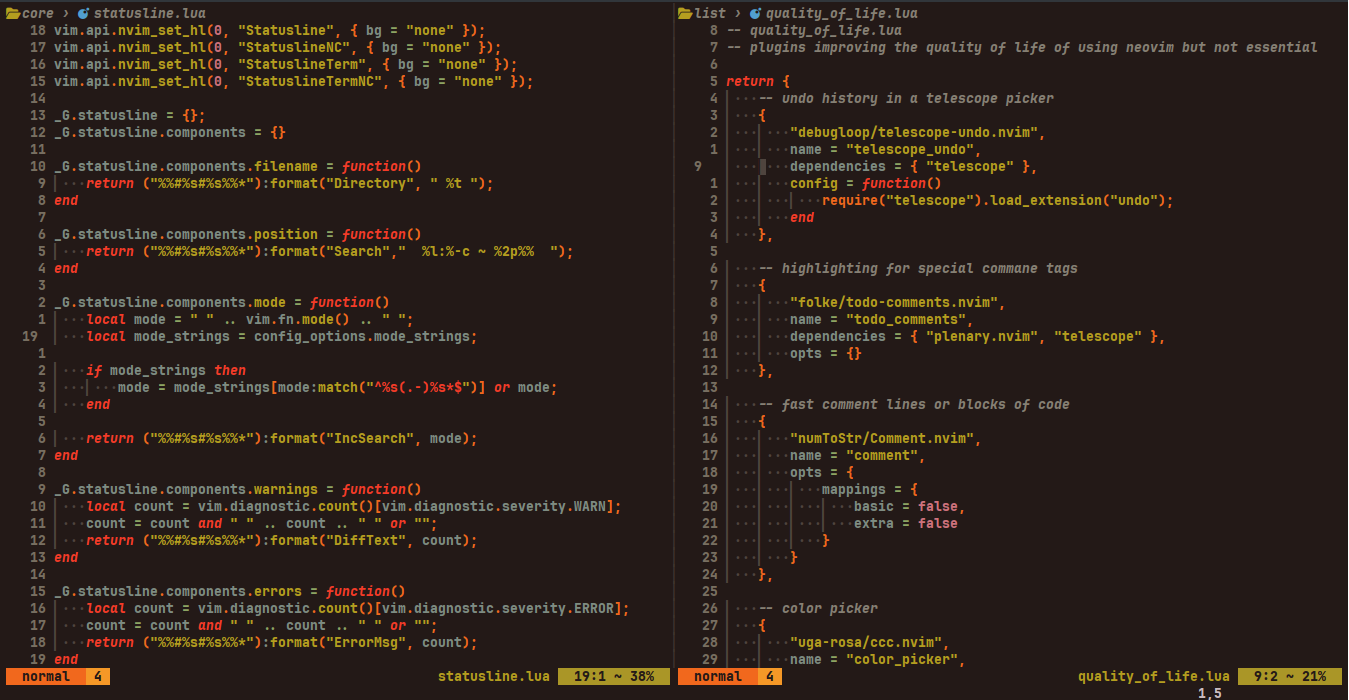 core › statusline.lua
18 vim.api.nvim_set_hl(0, "Statusline", { bg = "none" });
17 vim.api.nvim_set_hl(0, "StatuslineNC", { bg = "none" });
16 vim.api.nvim_set_hl(0, "StatuslineTerm", { bg = "none" });
15 vim.api.nvim_set_hl(0, "StatuslineTermNC", { bg = "none" });
14
13 _G.statusline = {};
12 _G.statusline.components = {}
11
10 _G.statusline.components.filename = function()
9 return ("%%#%s#%s%%*"):format("Directory", " %t ");
8 end
7
6 _G.statusline.components.position = function()
5 return ("%%#%s#%s%%*"):format("Search","  %l:%-c ~ %2p%%  ");
4 end
3
2 _G.statusline.components.mode = function()
1 local mode = " " .. vim.fn.mode() .. " ";
19 local mode_strings = config_options.mode_strings;
1
2 if mode_strings then
3 mode = mode_strings[mode:match("^%s(.-)%s*$")] or mode;
4 end
5
6 return ("%%#%s#%s%%*"):format("IncSearch", mode);
7 end
8
9 _G.statusline.components.warnings = function()
10 local count = vim.diagnostic.count()[vim.diagnostic.severity.WARN];
11 count = count and " " .. count .. " " or "";
12 return ("%%#%s#%s%%*"):format("DiffText", count);
13 end
14
15 _G.statusline.components.errors = function()
16 local count = vim.diagnostic.count()[vim.diagnostic.severity.ERROR];
17 count = count and " " .. count .. " " or "";
18 return ("%%#%s#%s%%*"):format("ErrorMsg", count);
19 end
normal 4 statusline.lua 19:1 ~ 38%
list › quality_of_life.lua
8 -- quality_of_life.lua
7 -- plugins improving the quality of life of using neovim but not essential
6
5 return {
4 -- undo history in a telescope picker
3 {
2 "debugloop/telescope-undo.nvim",
1 name = "telescope_undo",
9 dependencies = { "telescope" },
1 config = function()
2 require("telescope").load_extension("undo");
3 end
4 },
5
6 -- highlighting for special commane tags
7 {
8 "folke/todo-comments.nvim",
9 name = "todo_comments",
10 dependencies = { "plenary.nvim", "telescope" },
11 opts = {}
12 },
13
14 -- fast comment lines or blocks of code
15 {
16 "numToStr/Comment.nvim",
17 name = "comment",
18 opts = {
19 mappings = {
20 basic = false,
21 extra = false
22 }
23 }
24 },
25
26 -- color picker
27 {
28 "uga-rosa/ccc.nvim",
29 name = "color_picker",
normal 4 quality_of_life.lua 9:2 ~ 21%
1,5